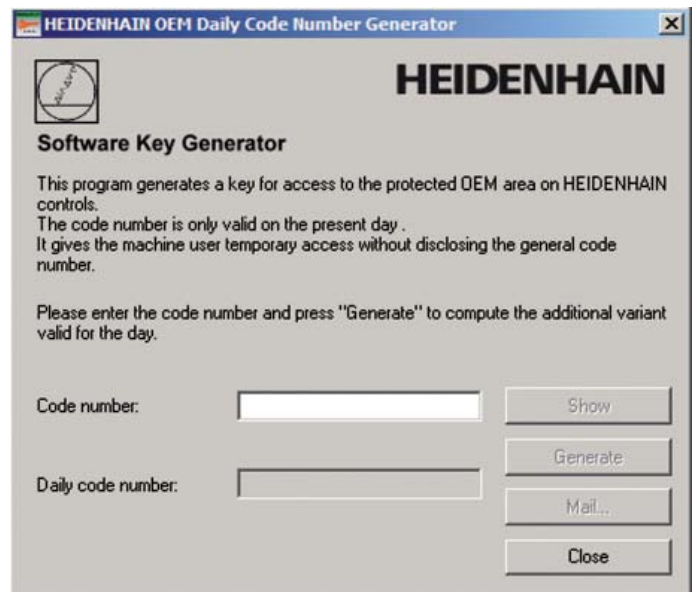 HEIDENHAIN OEM Daily Code Number Generator
HEIDENHAIN
Software Key Generator
This program generates a key for access to the protected OEM area on HEIDENHAIN
controls.
The code number is only valid on the present day .
It gives the machine user temporary access without disclosing the general code
number.
Please enter the code number and press "Generate" to compute the additional variant
valid for the day.
Code number:
Show
Generate
Daily code number:
Mail...
Close